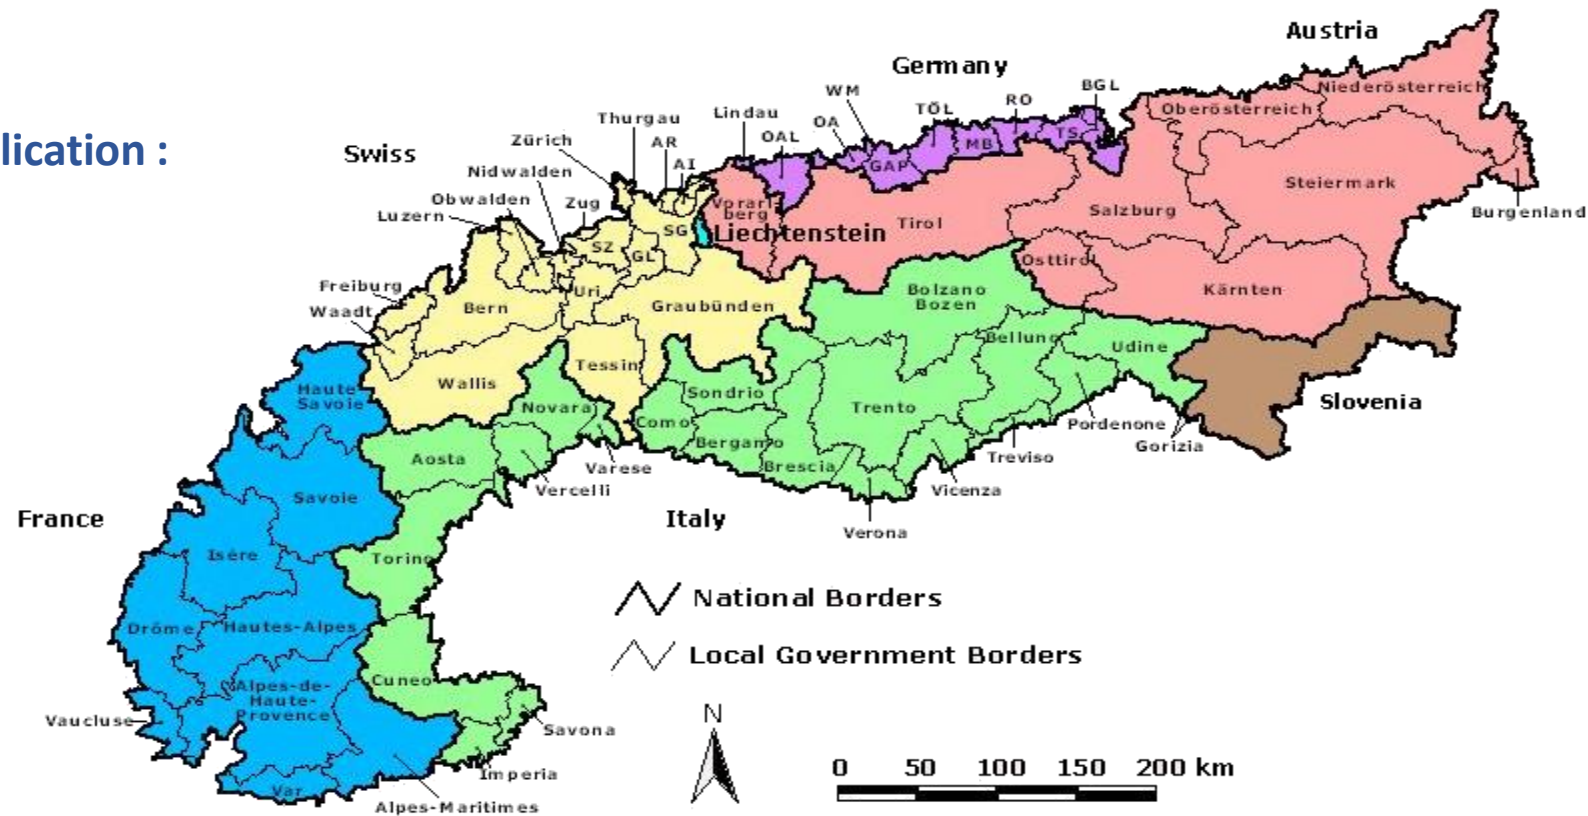 Austria
Germany
BGL
WM
RO
TÖL
Niederösterreich
Lindau
OA
Oberösterreich
Thurgau
OAL
TS
Zürich
AR
MB
lication :
Swiss
AI
GAP
Nidwalden
Steiermark
Obwalden
Zug
Vorarl
berg
Salzburg
Burgenland
Luzern
Tirol
SG
Liechtenstein
SZ
GL
Osttirol
Freiburg
Uri
Bolzano
Bozen
Kärnten
Waadt
Bern
Graubünden
Belluno
Udine
Tessin
Wallis
Haute
Savoie
Sondrio
Novara
Trento
Slovenia
Como
Pordenone
Bergamo
Gorizia
Aosta
Varese
Brescia
Treviso
Vercelli
Vicenza
Savoie
France
Italy
Verona
Isère
Torino
National Borders
Drôme
Hautes-Alpes
Local Government Borders
Cuneo
Alpes-de-
Haute-
Provence
Vaucluse
N
Savona
Imperia
0 50 100 150 200 km
Var
Alpes-Maritimes